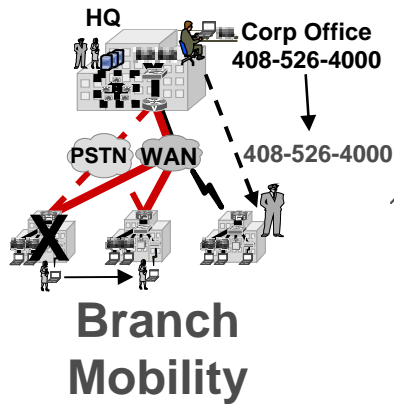 HQ
Corp Office
408-526-4000
PSTN
WAN
408-526-4000
X
Branch
Mobility